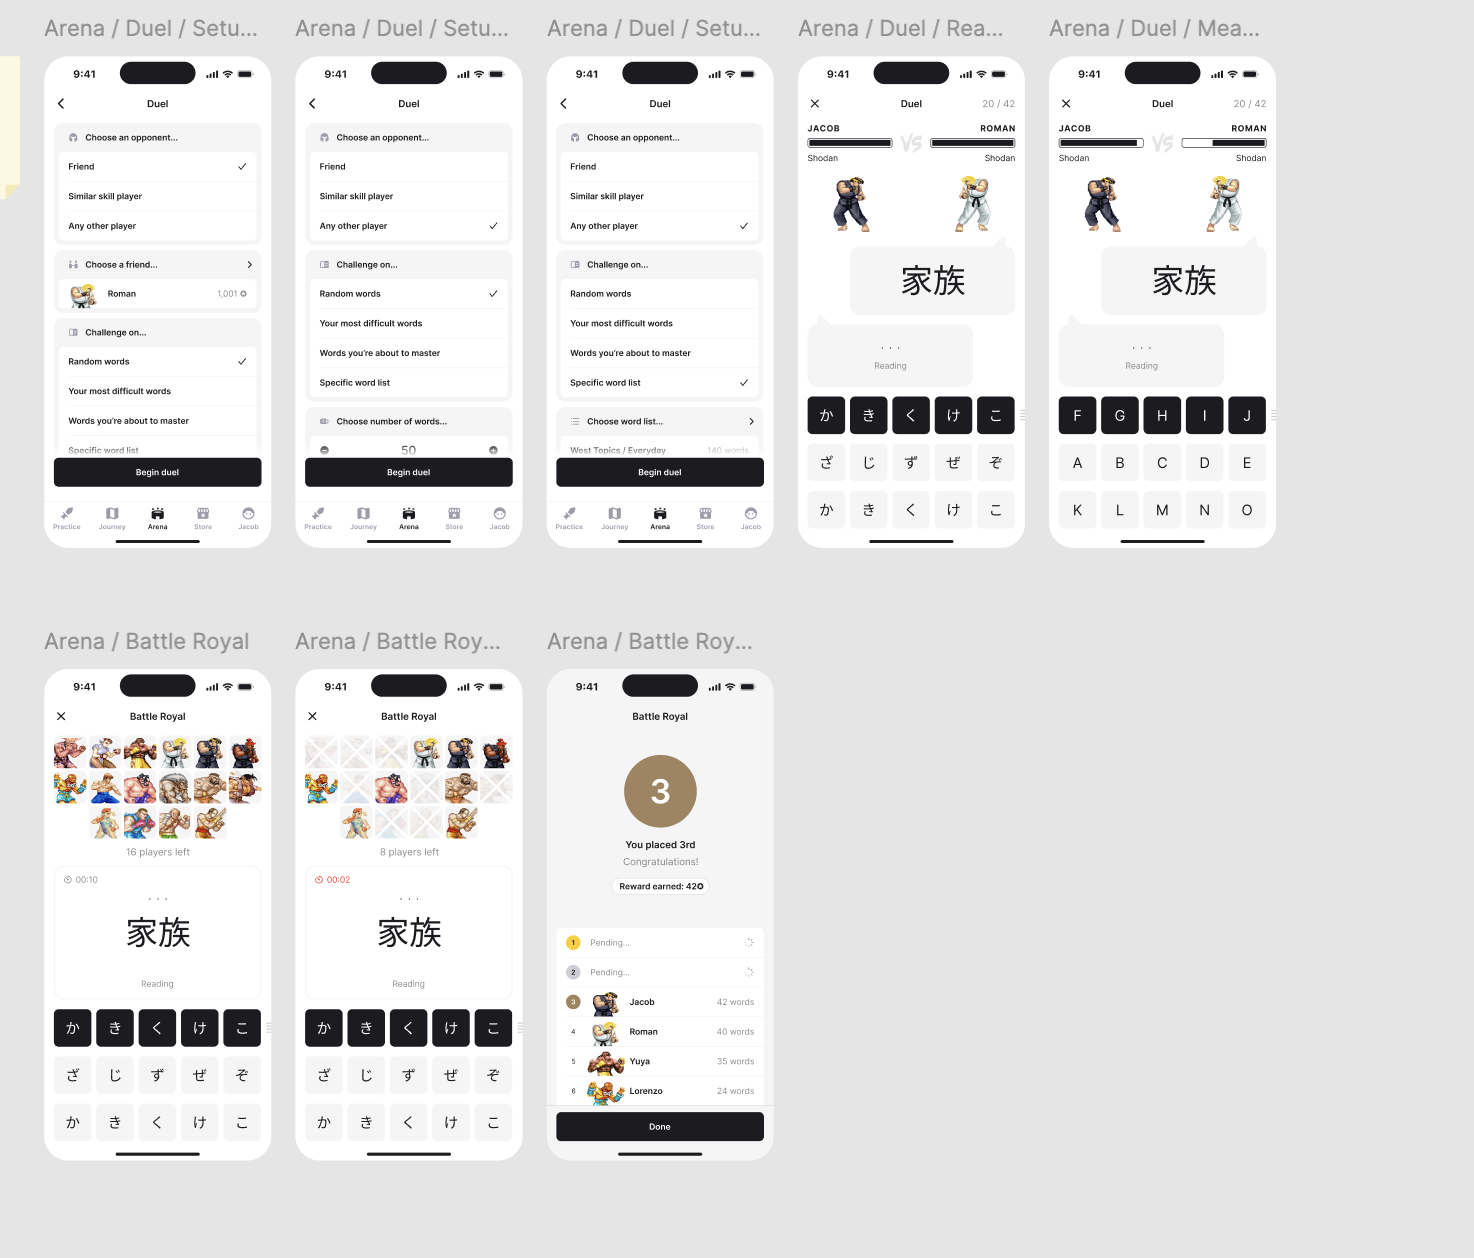 Arena / Duel / Setu...
9:41
Duel
Choose an opponent...
Friend
Similar skill player
Any other player
Choose a friend...
Roman 1,001
Challenge on...
Random words
Your most difficult words
Words you're about to master
Specific word list
Begin duel
Practice Journey Arena Store Jacob
Arena / Duel / Setu...
9:41
Duel
Choose an opponent...
Friend
Similar skill player
Any other player
Challenge on...
Random words
Your most difficult words
Words you're about to master
Specific word list
Choose number of words...
50
Begin duel
Practice Journey Arena Store Jacob
Arena / Duel / Setu...
9:41
Duel
Choose an opponent...
Friend
Similar skill player
Any other player
Challenge on...
Random words
Your most difficult words
Words you're about to master
Specific word list
Choose word list...
West Topics / Everyday 140 words
Begin duel
Practice Journey Arena Store Jacob
Arena / Duel / Rea...
9:41
Duel 20 / 42
JACOB VS ROMAN
Shodan Shodan
家族
...
Reading
か き く け こ
ざ じ ず ぜ ぞ
か き く け こ
Arena / Duel / Mea...
9:41
Duel 20 / 42
JACOB VS ROMAN
Shodan Shodan
家族
...
Reading
F G H I J
A B C D E
K L M N O
Arena / Battle Royal
9:41
Battle Royal
16 players left
00:10
...
家族
Reading
か き く け こ
ざ じ ず ぜ ぞ
か き く け こ
Arena / Battle Roy...
9:41
Battle Royal
8 players left
00:02
...
家族
Reading
か き く け こ
ざ じ ず ぜ ぞ
か き く け こ
Arena / Battle Roy...
9:41
Battle Royal
3
You placed 3rd
Congratulations!
Reward earned: 42
1 Pending...
2 Pending...
3 Jacob 42 words
4 Roman 40 words
5 Yuya 35 words
6 Lorenzo 24 words
Done